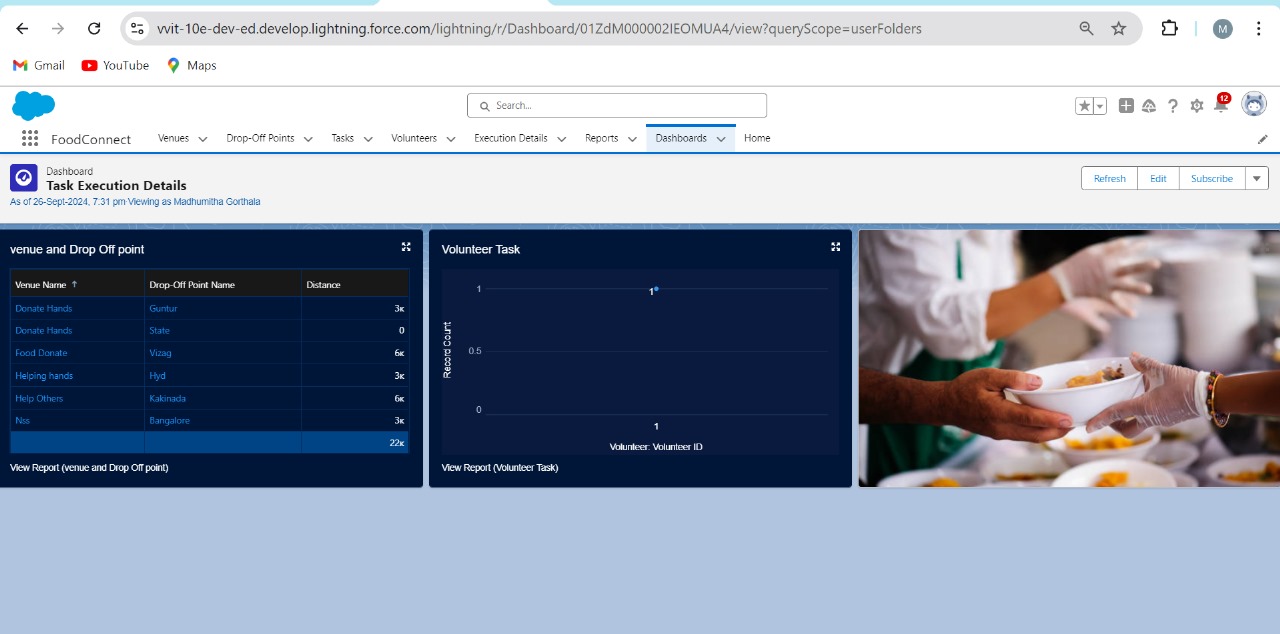 vvit-10e-dev-ed.develop.lightning.force.com/lightning/r/Dashboard/01ZdM000002IEOMUA4/view?queryScope=userFolders
M
Gmail YouTube Maps
Search...
12
FoodConnect Venues Drop-Off Points Tasks Volunteers Execution Details Reports Dashboards Home
Dashboard
Task Execution Details
As of 26-Sept-2024, 7:31 pm·Viewing as Madhumitha Gorthala
Refresh Edit Subscribe
venue and Drop Off point
Venue Name ↑ Drop-Off Point Name Distance
Donate Hands Guntur 3K
Donate Hands State 0
Food Donate Vizag 6K
Helping hands Hyd 3K
Help Others Kakinada 6K
Nss Bangalore 3K
22K
View Report (venue and Drop Off point)
Volunteer Task
Record Count
1
0.5
0
1
1
Volunteer: Volunteer ID
View Report (Volunteer Task)